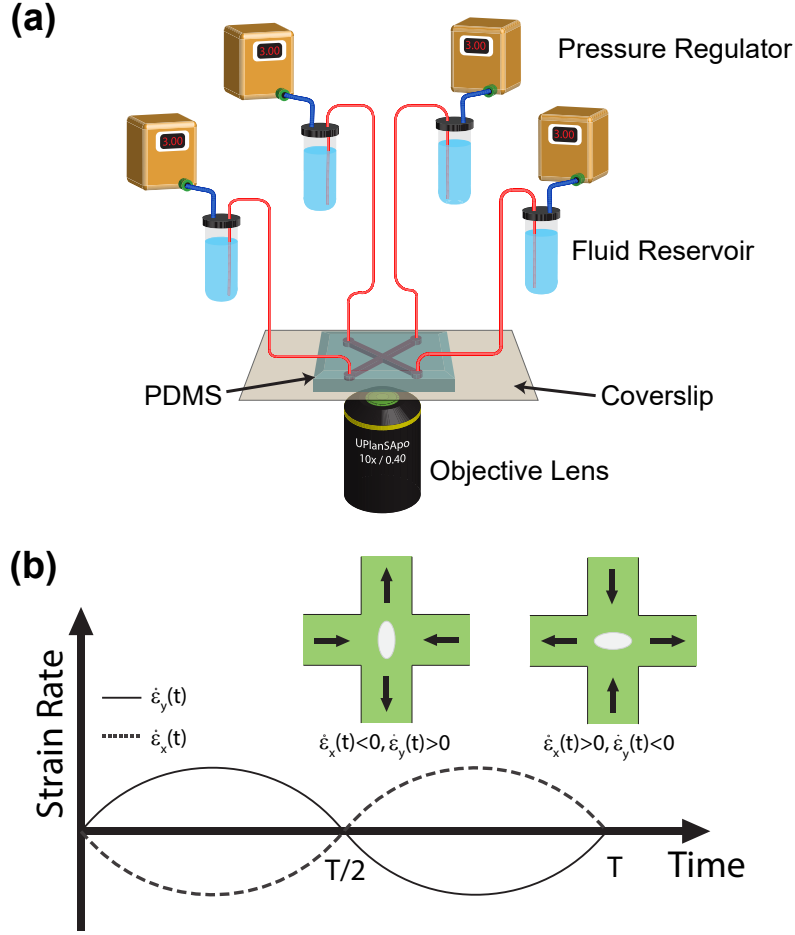 (a)
3.00
3.00
Pressure Regulator
3.00
3.00
Fluid Reservoir
PDMS
Coverslip
UPlanSApo
10x / 0.40
Objective Lens
(b)
Strain Rate
ε̇y(t)
ε̇x(t)
ε̇x(t)<0, ε̇y(t)>0
ε̇x(t)>0, ε̇y(t)<0
T/2
T
Time